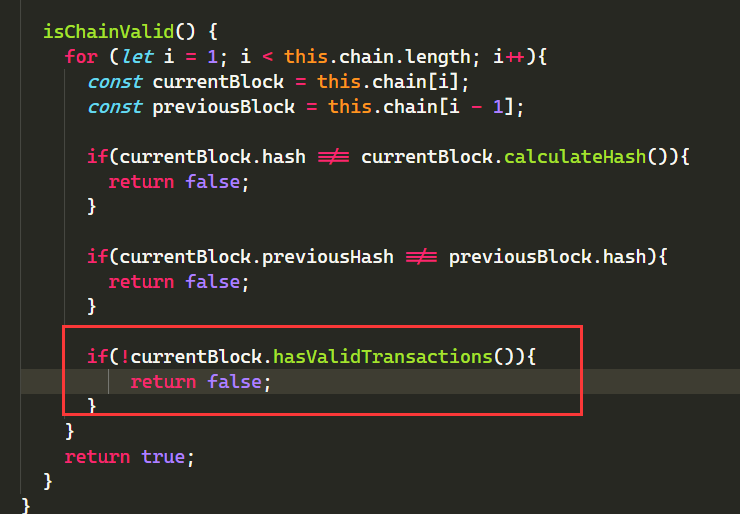 isChainValid() {
for (let i = 1; i < this.chain.length; i++){
const currentBlock = this.chain[i];
const previousBlock = this.chain[i - 1];
if(currentBlock.hash !== currentBlock.calculateHash()){
return false;
}
if(currentBlock.previousHash !== previousBlock.hash){
return false;
}
if(!currentBlock.hasValidTransactions()){
return false;
}
}
return true;
}
}